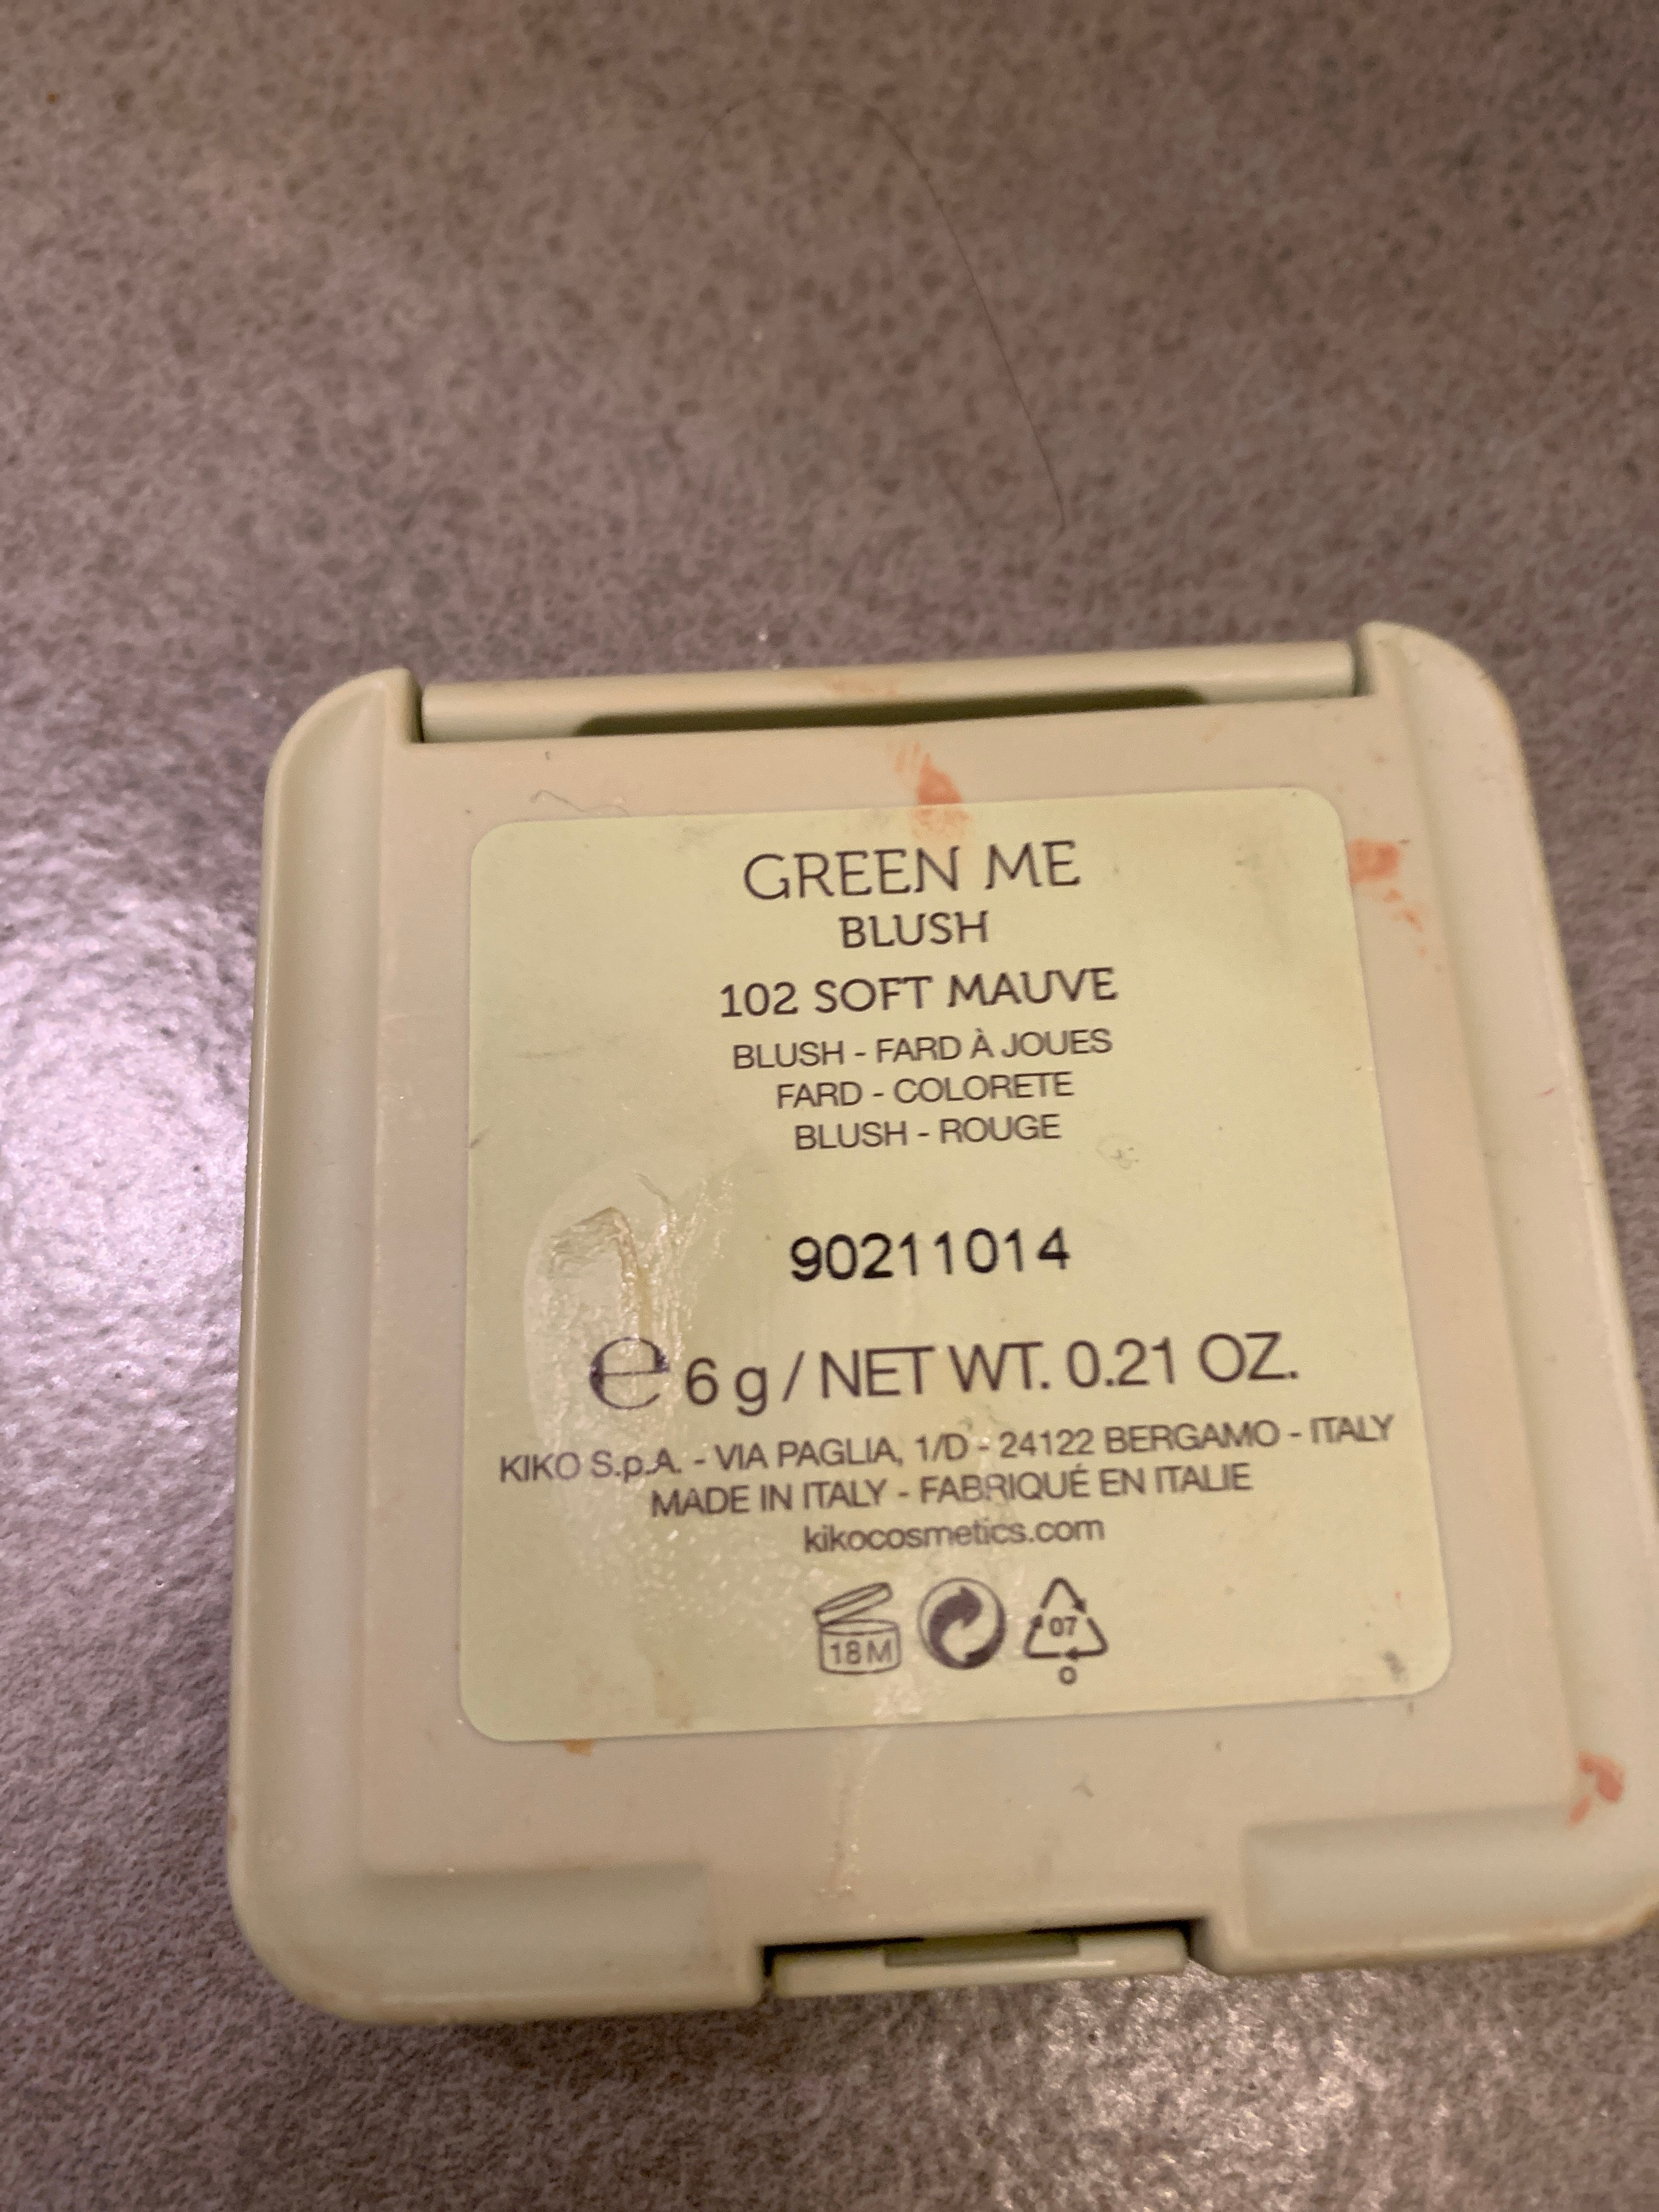 GREEN ME
BLUSH
102 SOFT MAUVE
BLUSH - FARD À JOUES
FARD - COLORETE
BLUSH - ROUGE
90211014
e 6 g / NET WT. 0.21 OZ.
KIKO S.p.A. - VIA PAGLIA, 1/D - 24122 BERGAMO - ITALY
MADE IN ITALY - FABRIQUÉ EN ITALIE
kikocosmetics.com
18M 07
O